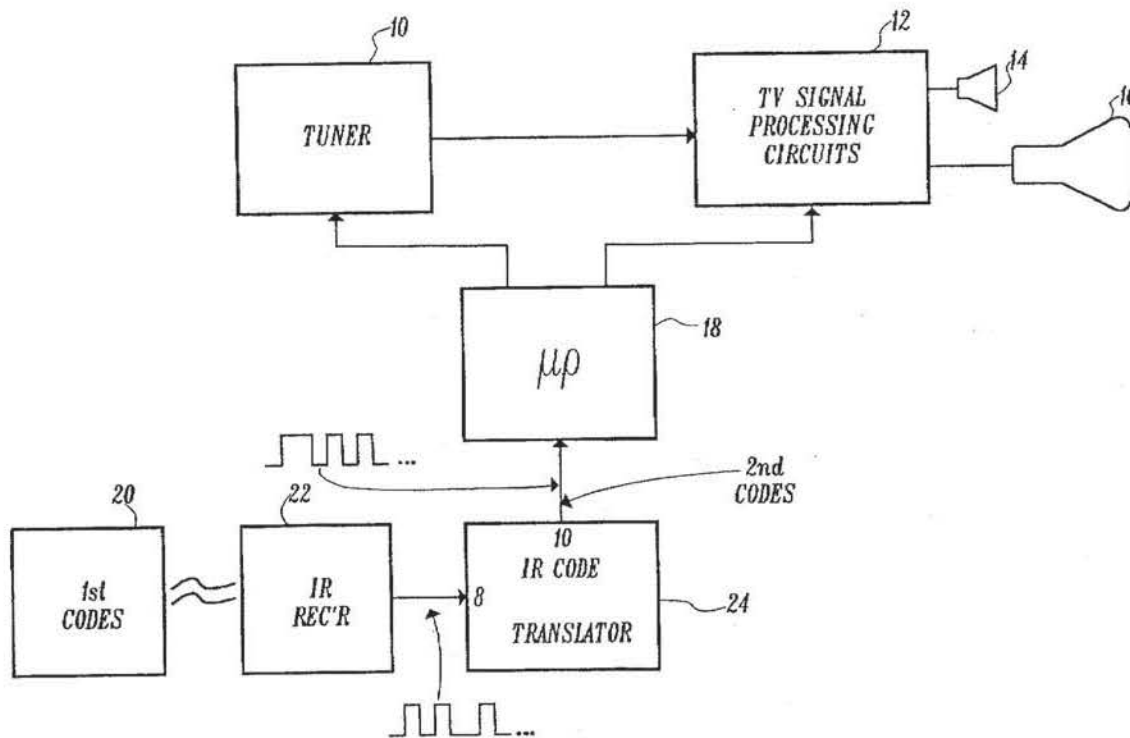 10
12
14
TUNER
TV SIGNAL
PROCESSING
CIRCUITS
18
μρ
2nd
CODES
20
22
1st
CODES
IR
REC'R
8
10
IR CODE
TRANSLATOR
24
...
...